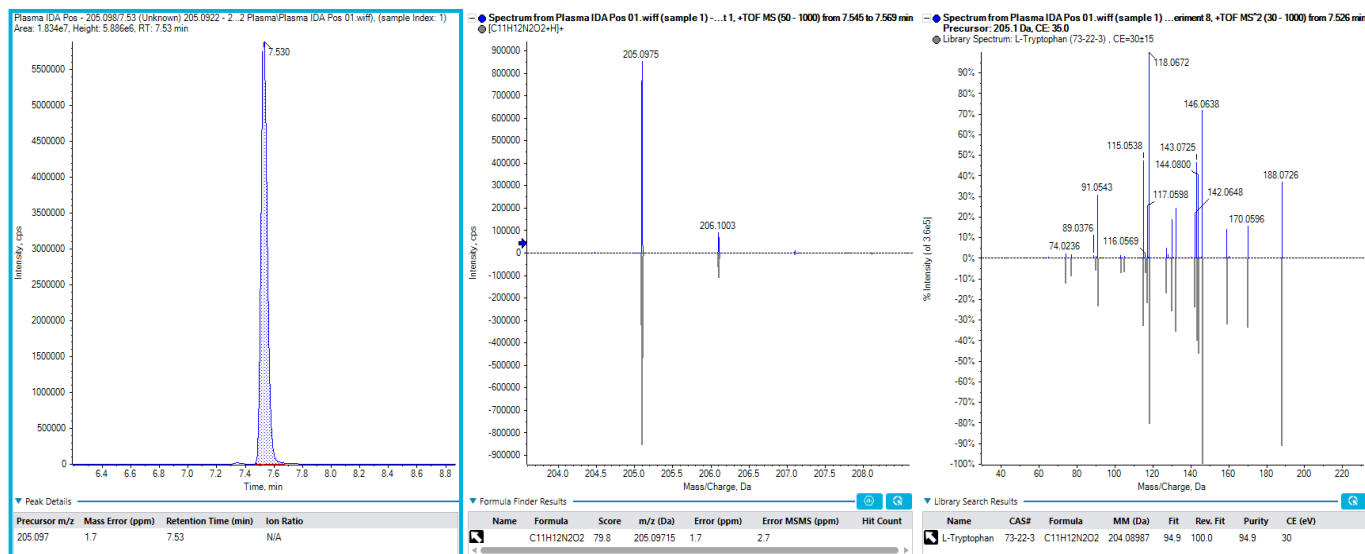 Plasma IDA Pos - 205.098/7.53 (Unknown) 205.0922 - 2...2 Plasma\Plasma IDA Pos 01.wiff), (sample Index: 1)
Area: 1.834e7, Height: 5.886e6, RT: 7.53 min
7.530
5500000
5000000
4500000
4000000
3500000
3000000
2500000
2000000
1500000
1000000
500000
0
Intensity, cps
6.4 6.6 6.8 7.0 7.2 7.4 7.6 7.8 8.0 8.2 8.4 8.6 8.8
Time, min
Peak Details
Precursor m/z Mass Error (ppm) Retention Time (min) Ion Ratio
205.097 1.7 7.53 N/A
Spectrum from Plasma IDA Pos 01.wiff (sample 1) -...t 1, +TOF MS (50 - 1000) from 7.545 to 7.569 min
[C11H12N2O2+H]+
205.0975
206.1003
900000
800000
700000
600000
500000
400000
300000
200000
100000
0
-100000
-200000
-300000
-400000
-500000
-600000
-700000
-800000
-900000
Intensity, cps
204.0 204.5 205.0 205.5 206.0 206.5 207.0 207.5 208.0
Mass/Charge, Da
Formula Finder Results
Name Formula Score m/z (Da) Error (ppm) Error MSMS (ppm) Hit Count
C11H12N2O2 79.8 205.09715 1.7 2.7
Spectrum from Plasma IDA Pos 01.wiff (sample 1) ...eriment 8, +TOF MS^2 (30 - 1000) from 7.526 min
Precursor: 205.1 Da, CE: 35.0
Library Spectrum: L-Tryptophan (73-22-3) , CE=30±15
118.0672
146.0638
115.0538
143.0725
144.0800
91.0543
117.0598
142.0648
188.0726
89.0376
170.0596
116.0569
74.0236
90%
80%
70%
60%
50%
40%
30%
20%
10%
0%
-10%
-20%
-30%
-40%
-50%
-60%
-70%
-80%
-90%
-100%
% Intensity (of 3.6e5)
40 60 80 100 120 140 160 180 200 220
Mass/Charge, Da
Library Search Results
Name CAS# Formula MM (Da) Fit Rev. Fit Purity CE (eV)
L-Tryptophan 73-22-3 C11H12N2O2 204.08987 94.9 100.0 94.9 30